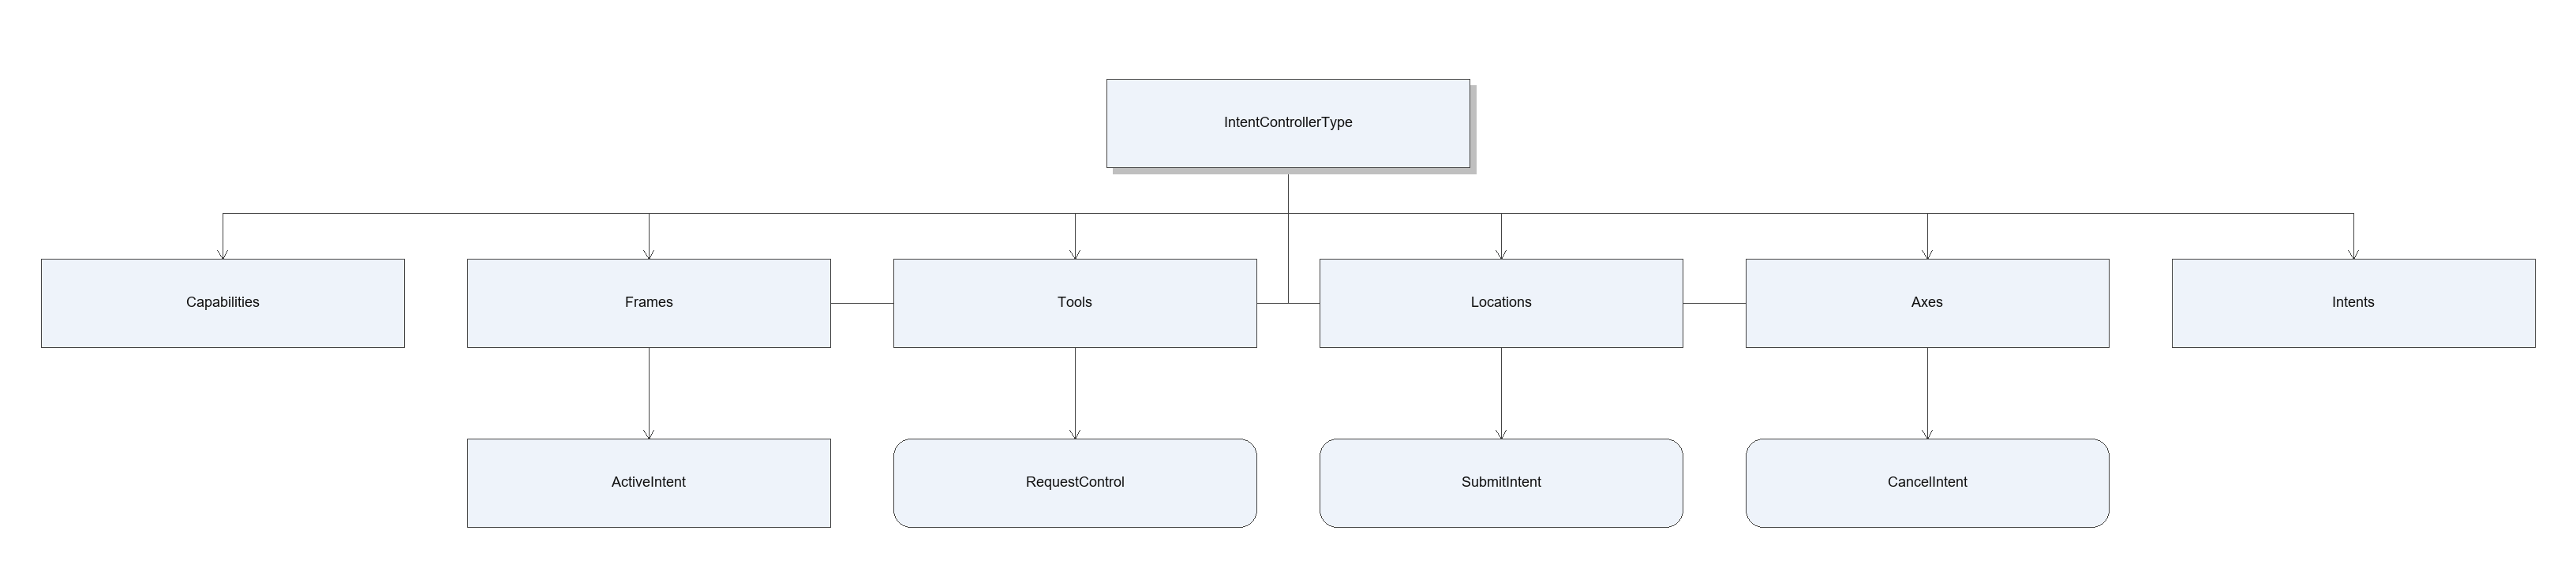 IntentControllerType
Capabilities
Frames
Tools
Locations
Axes
Intents
ActiveIntent
RequestControl
SubmitIntent
CancelIntent